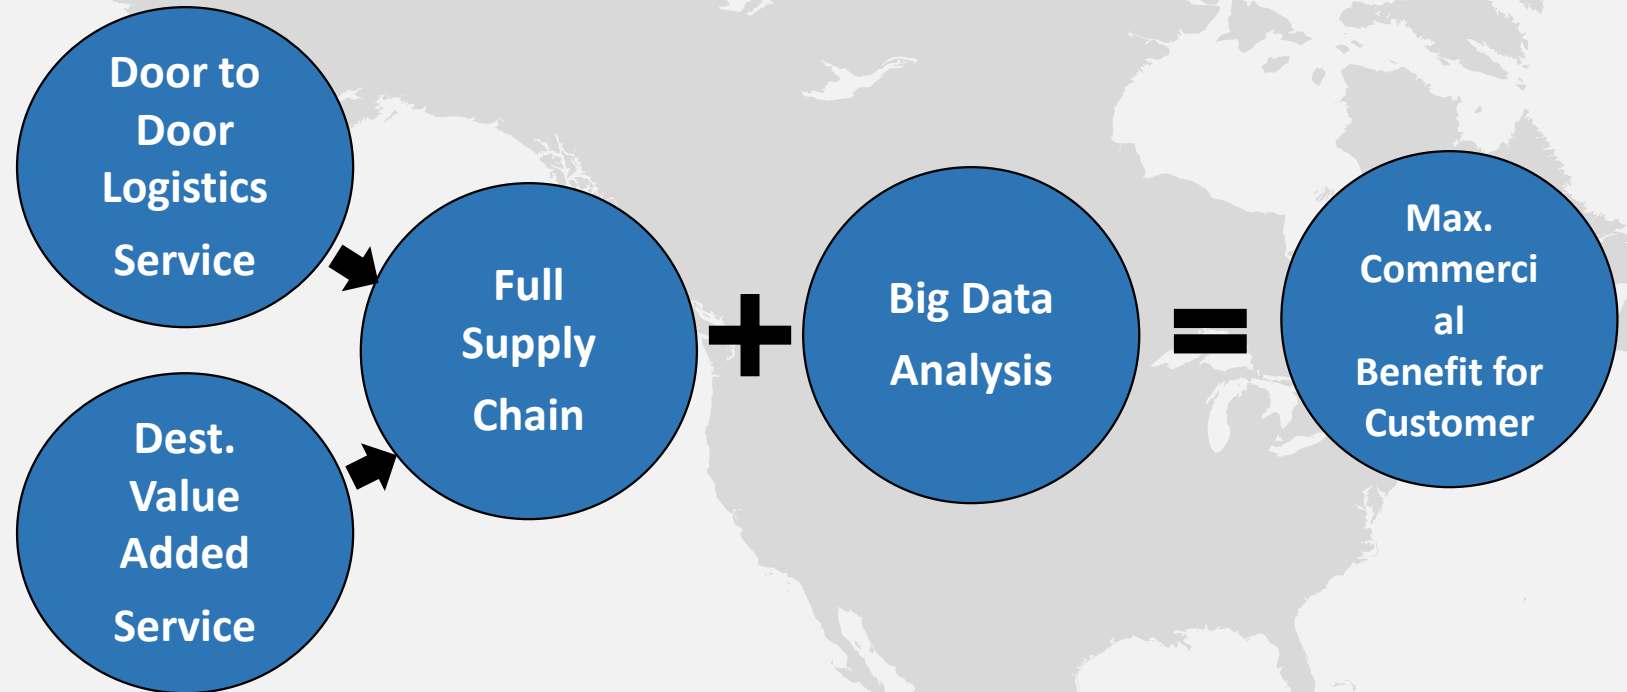 Door to
Door
Logistics
Service
Dest.
Value
Added
Service
Full
Supply
Chain
+
Big Data
Analysis
=
Max.
Commerci
al
Benefit for
Customer